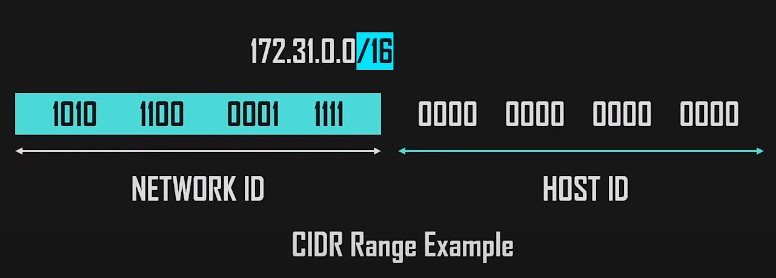 172.31.0.0/16
1010 1100 0001 1111 0000 0000 0000 0000
NETWORK ID HOST ID
CIDR Range Example